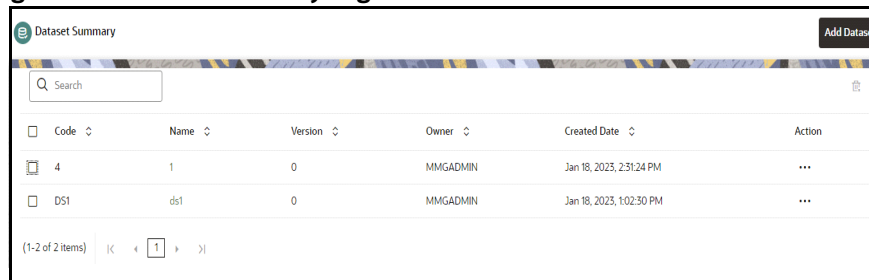 Dataset Summary
Add Datase
Search
Code Name Version Owner Created Date Action
4 1 0 MMGADMIN Jan 18, 2023, 2:31:24 PM ...
DS1 ds1 0 MMGADMIN Jan 18, 2023, 1:02:30 PM ...
(1-2 of 2 items) 1